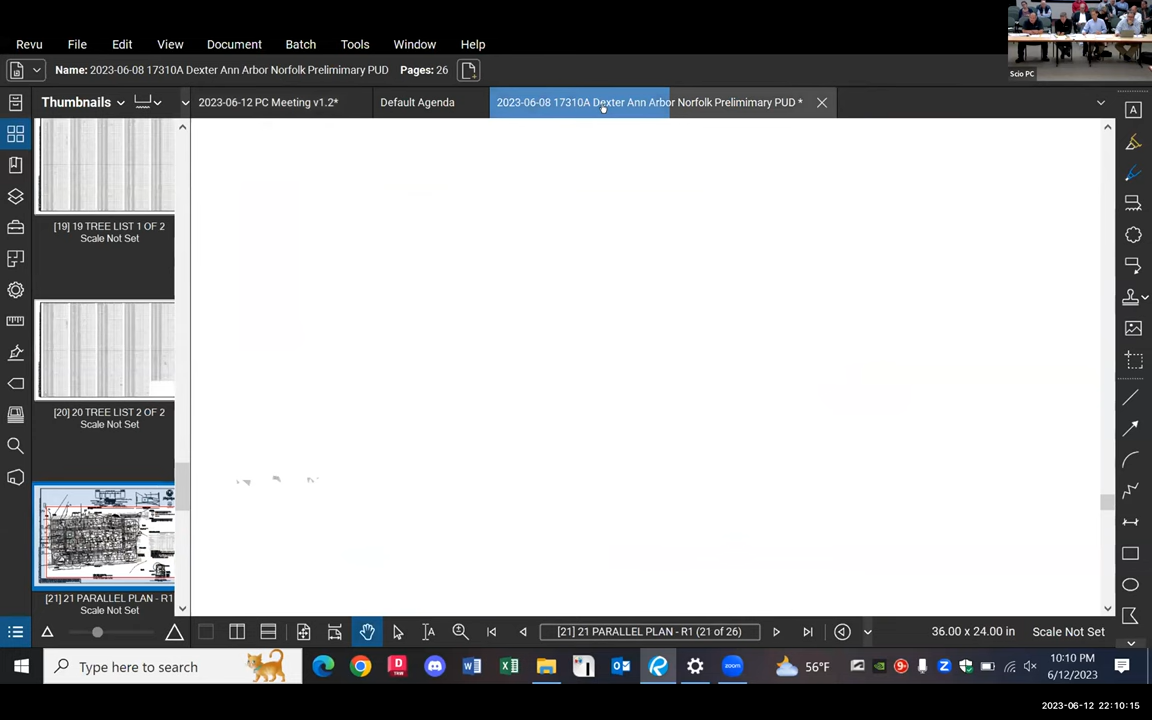 Revu File Edit View Document Batch Tools Window Help
Scio PC
Name: 2023-06-08 17310A Dexter Ann Arbor Norfolk Prelimimary PUD Pages: 26
Thumbnails
2023-06-12 PC Meeting v1.2*
Default Agenda
2023-06-08 17310A Dexter Ann Arbor Norfolk Prelimimary PUD *
[19] 19 TREE LIST 1 OF 2
Scale Not Set
[20] 20 TREE LIST 2 OF 2
Scale Not Set
[21] 21 PARALLEL PLAN - R1
Scale Not Set
[21] 21 PARALLEL PLAN - R1 (21 of 26)
36.00 x 24.00 in
Scale Not Set
Type here to search
56°F
10:10 PM
6/12/2023
2023-06-12 22:10:15